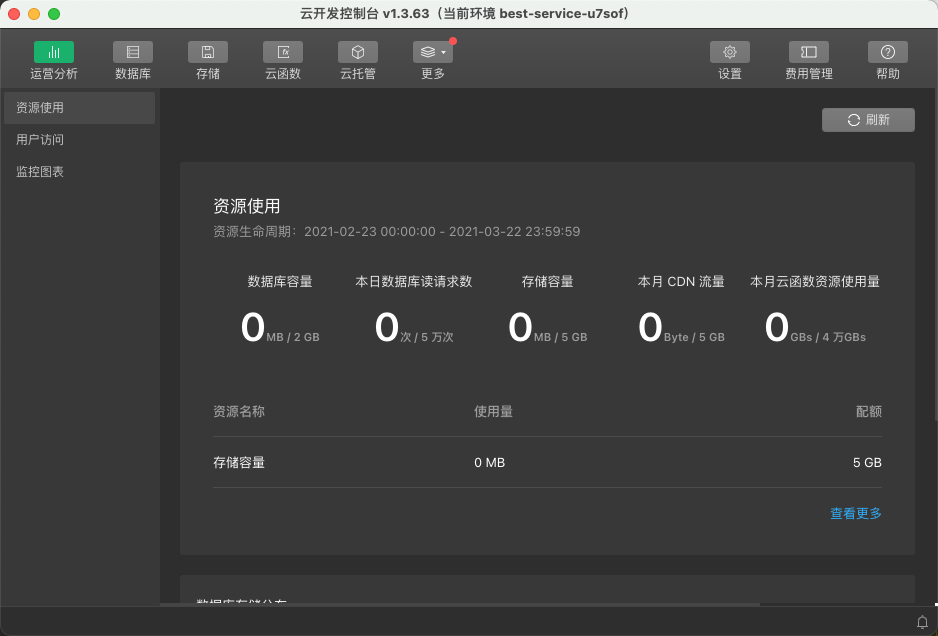 云开发控制台 v1.3.63（当前环境 best-service-u7sof）
运营分析 数据库 存储 云函数 云托管 更多 设置 费用管理 帮助
资源使用
用户访问
监控图表
刷新
资源使用
资源生命周期：2021-02-23 00:00:00 - 2021-03-22 23:59:59
数据库容量 本日数据库读请求数 存储容量 本月 CDN 流量 本月云函数资源使用量
0 MB / 2 GB 0 次 / 5 万次 0 MB / 5 GB 0 Byte / 5 GB 0 GBs / 4 万GBs
资源名称 使用量 配额
存储容量 0 MB 5 GB
查看更多
数据库存储分布